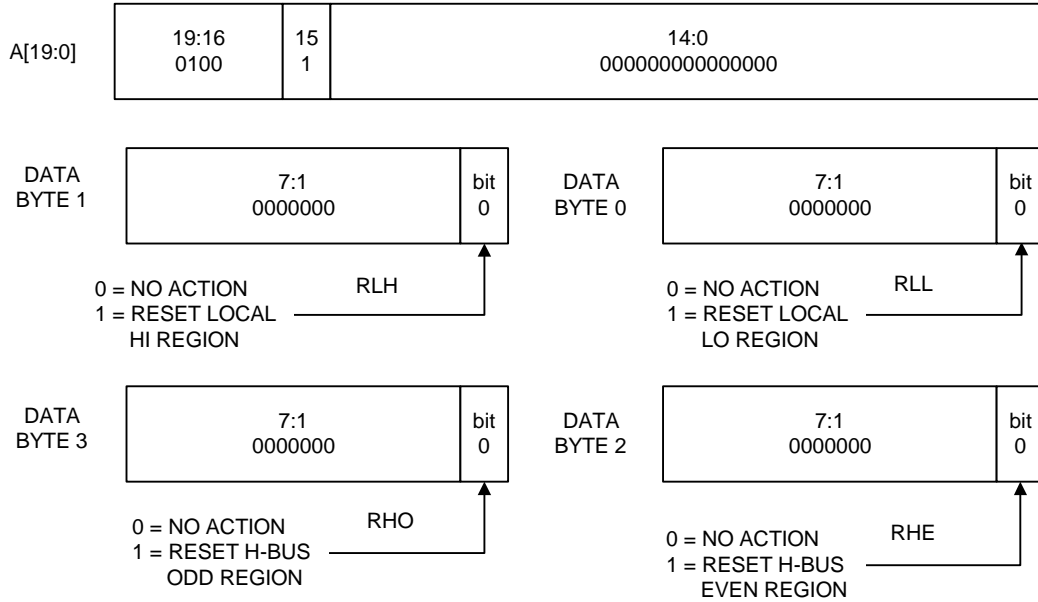 A[19:0]
19:16
0100
15
1
14:0
000000000000000
DATA
BYTE 1
7:1
0000000
bit
0
DATA
BYTE 0
7:1
0000000
bit
0
0 = NO ACTION
1 = RESET LOCAL
HI REGION
RLH
0 = NO ACTION
1 = RESET LOCAL
LO REGION
RLL
DATA
BYTE 3
7:1
0000000
bit
0
DATA
BYTE 2
7:1
0000000
bit
0
0 = NO ACTION
1 = RESET H-BUS
ODD REGION
RHO
0 = NO ACTION
1 = RESET H-BUS
EVEN REGION
RHE